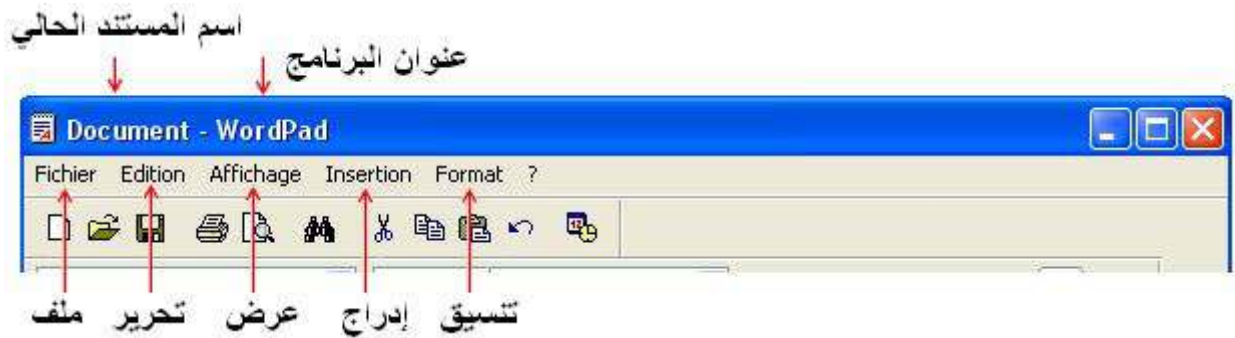 اسم المستند الحالي
عنوان البرنامج
Document - WordPad
Fichier Edition Affichage Insertion Format ?
ملف تحرير عرض إدراج تنسيق